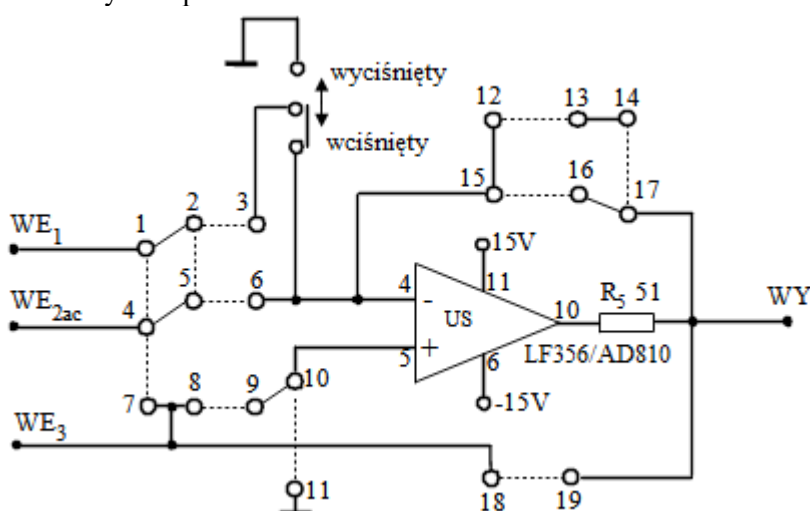 wyciśnięty
wciśnięty
12 13 14
15 16 17
1 2 3
WE1
4 5 6
WE2ac
7 8 9 10
WE3
11
15V
11
4 -
US
5 +
10
6
-15V
R5 51
LF356/AD810
WY
18 19